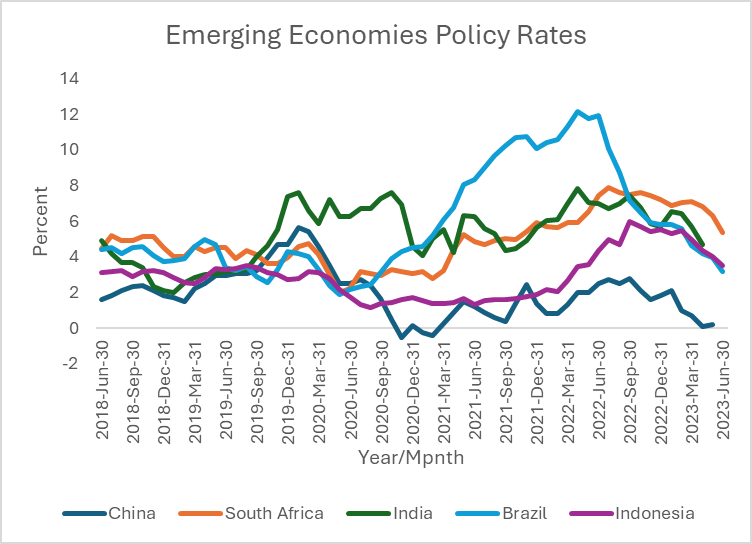 Emerging Economies Policy Rates
14
12
10
8
6
4
2
0
-2
Percent
2018-Jun-30
2018-Sep-30
2018-Dec-31
2019-Mar-31
2019-Jun-30
2019-Sep-30
2019-Dec-31
2020-Mar-31
2020-Jun-30
2020-Sep-30
2020-Dec-31
2021-Mar-31
2021-Jun-30
2021-Sep-30
2021-Dec-31
2022-Mar-31
2022-Jun-30
2022-Sep-30
2022-Dec-31
2023-Mar-31
2023-Jun-30
Year/Mpnth
China South Africa India Brazil Indonesia